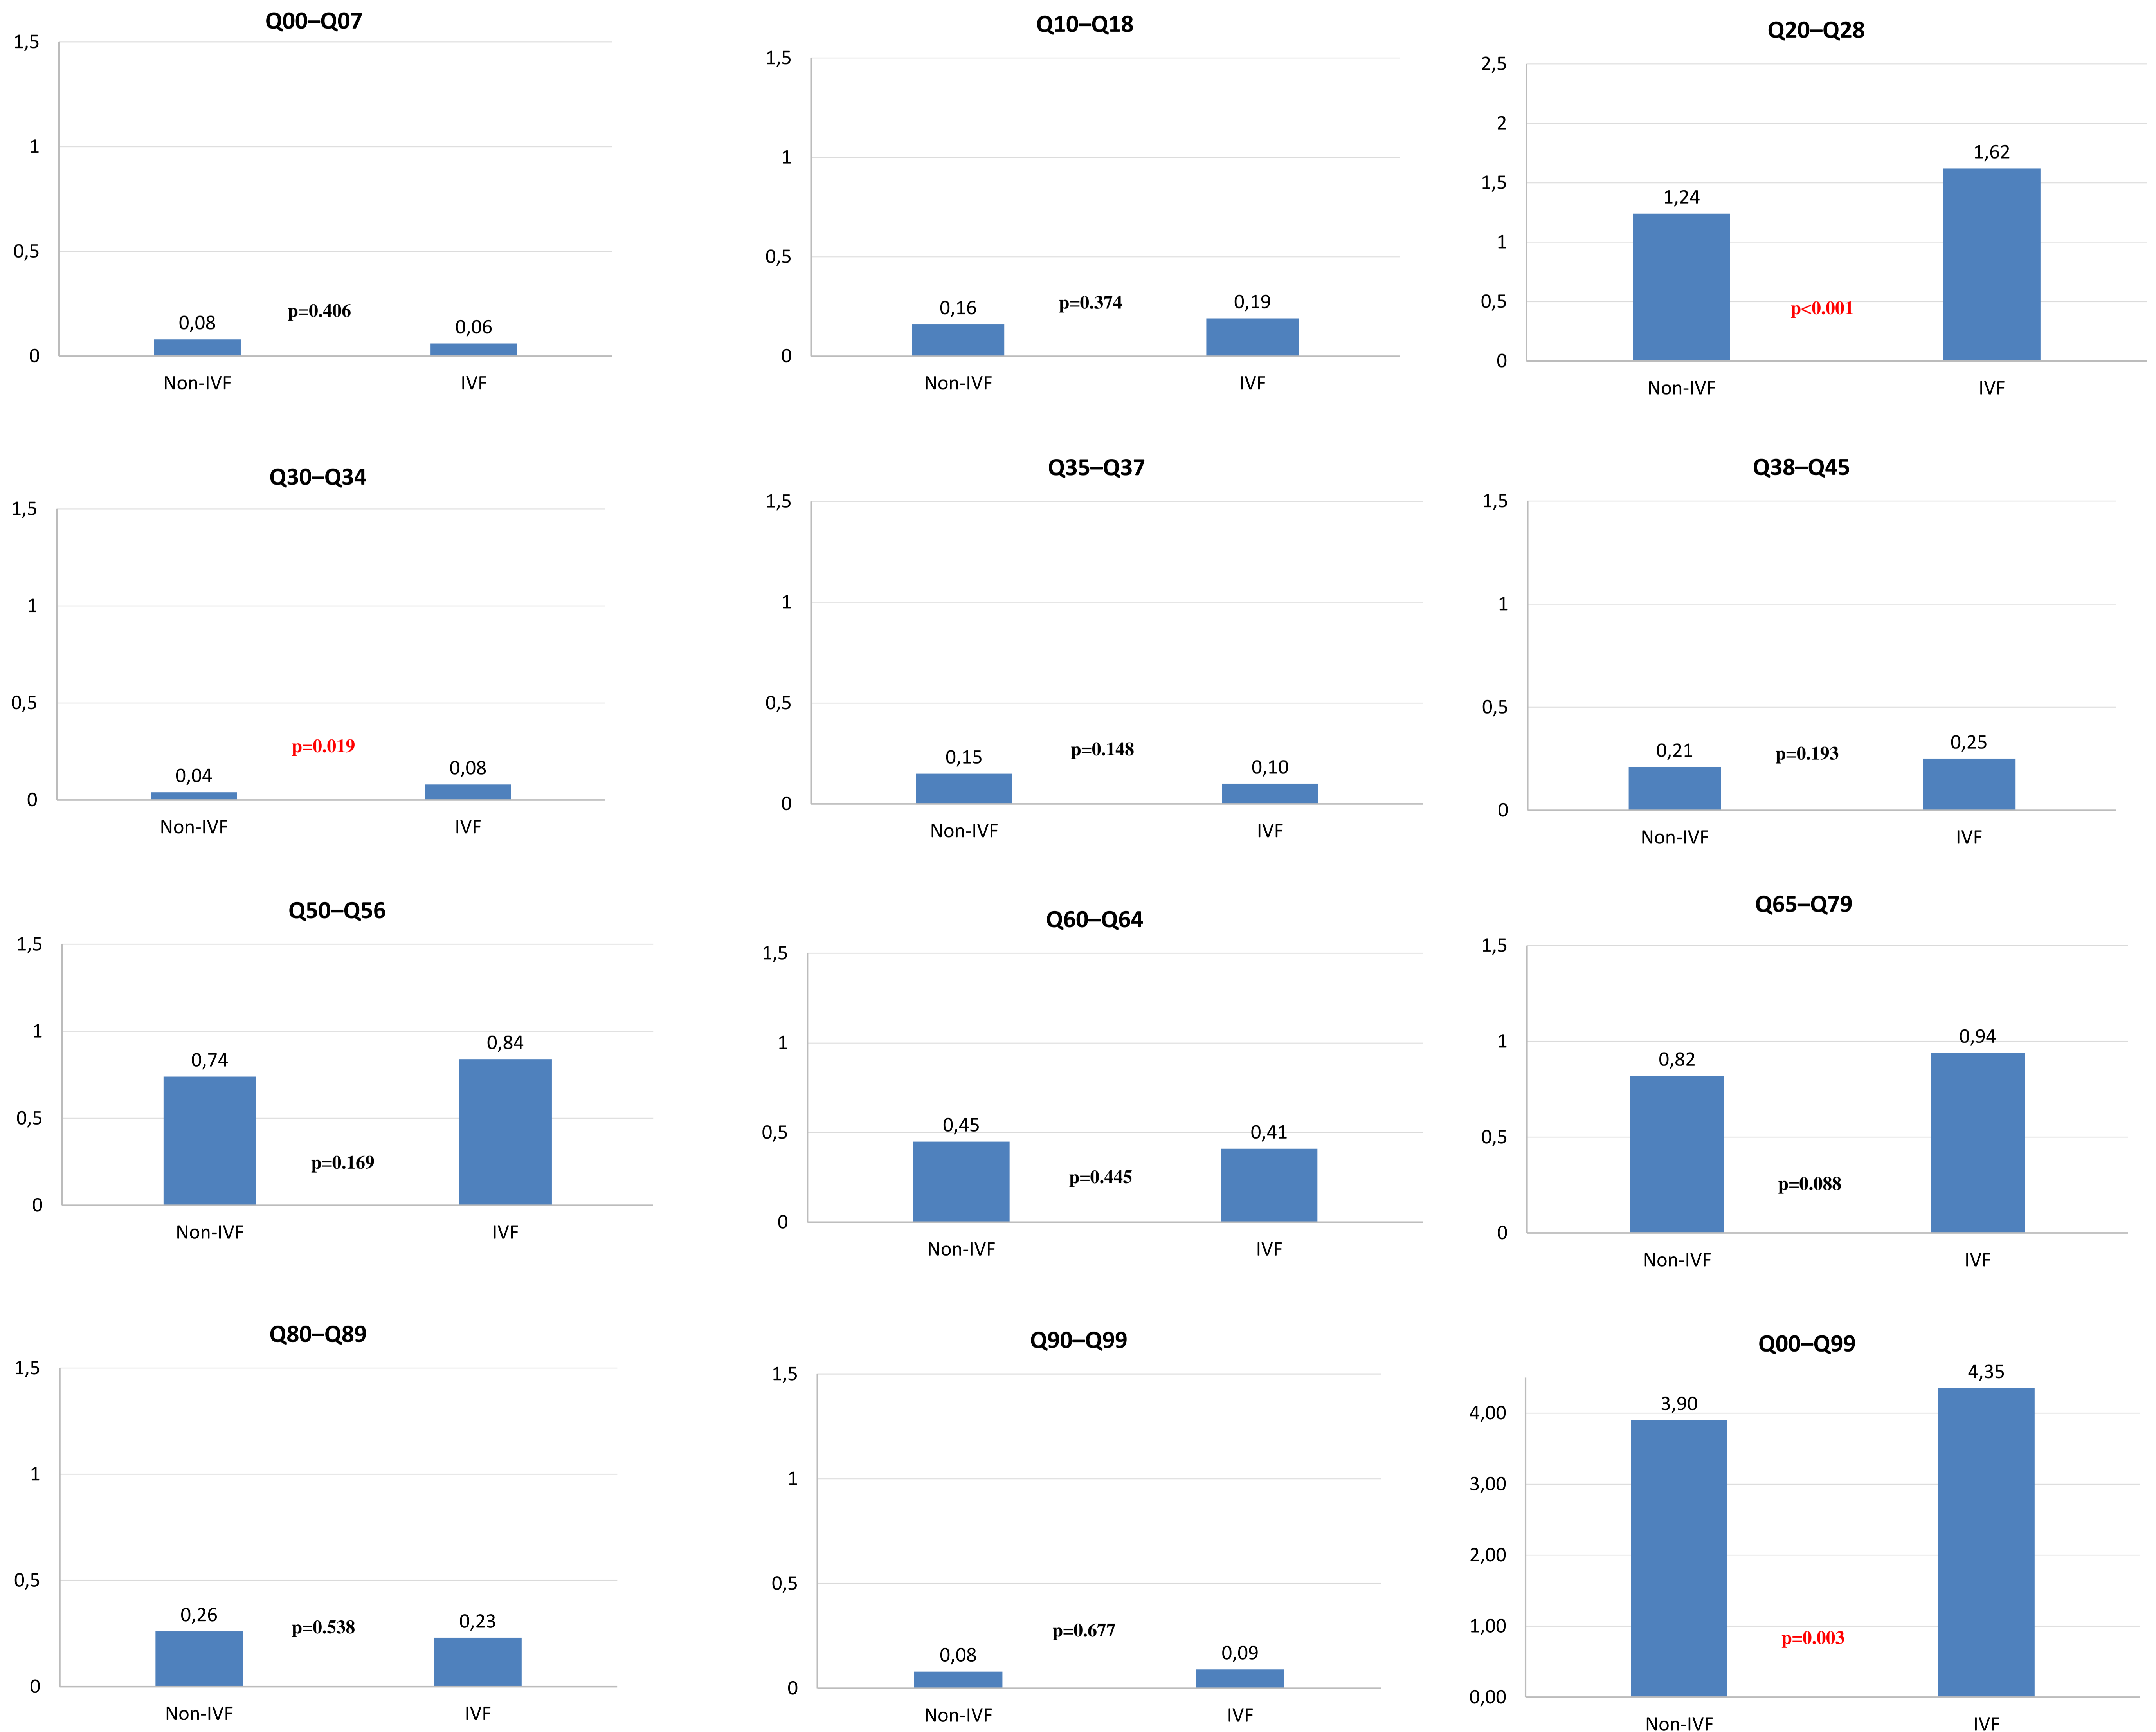 Q00–Q07
1,5
1
0,5
0
0,08
p=0.406
0,06
Non-IVF
IVF
Q10–Q18
1,5
1
0,5
0
0,16
p=0.374
0,19
Non-IVF
IVF
Q20–Q28
2,5
2
1,5
1
0,5
0
1,24
p<0.001
1,62
Non-IVF
IVF
Q30–Q34
1,5
1
0,5
0
0,04
p=0.019
0,08
Non-IVF
IVF
Q35–Q37
1,5
1
0,5
0
0,15
p=0.148
0,10
Non-IVF
IVF
Q38–Q45
1,5
1
0,5
0
0,21
p=0.193
0,25
Non-IVF
IVF
Q50–Q56
1,5
1
0,5
0
0,74
p=0.169
0,84
Non-IVF
IVF
Q60–Q64
1,5
1
0,5
0
0,45
p=0.445
0,41
Non-IVF
IVF
Q65–Q79
1,5
1
0,5
0
0,82
p=0.088
0,94
Non-IVF
IVF
Q80–Q89
1,5
1
0,5
0
0,26
p=0.538
0,23
Non-IVF
IVF
Q90–Q99
1,5
1
0,5
0
0,08
p=0.677
0,09
Non-IVF
IVF
Q00–Q99
4,00
3,00
2,00
1,00
0,00
3,90
p=0.003
4,35
Non-IVF
IVF